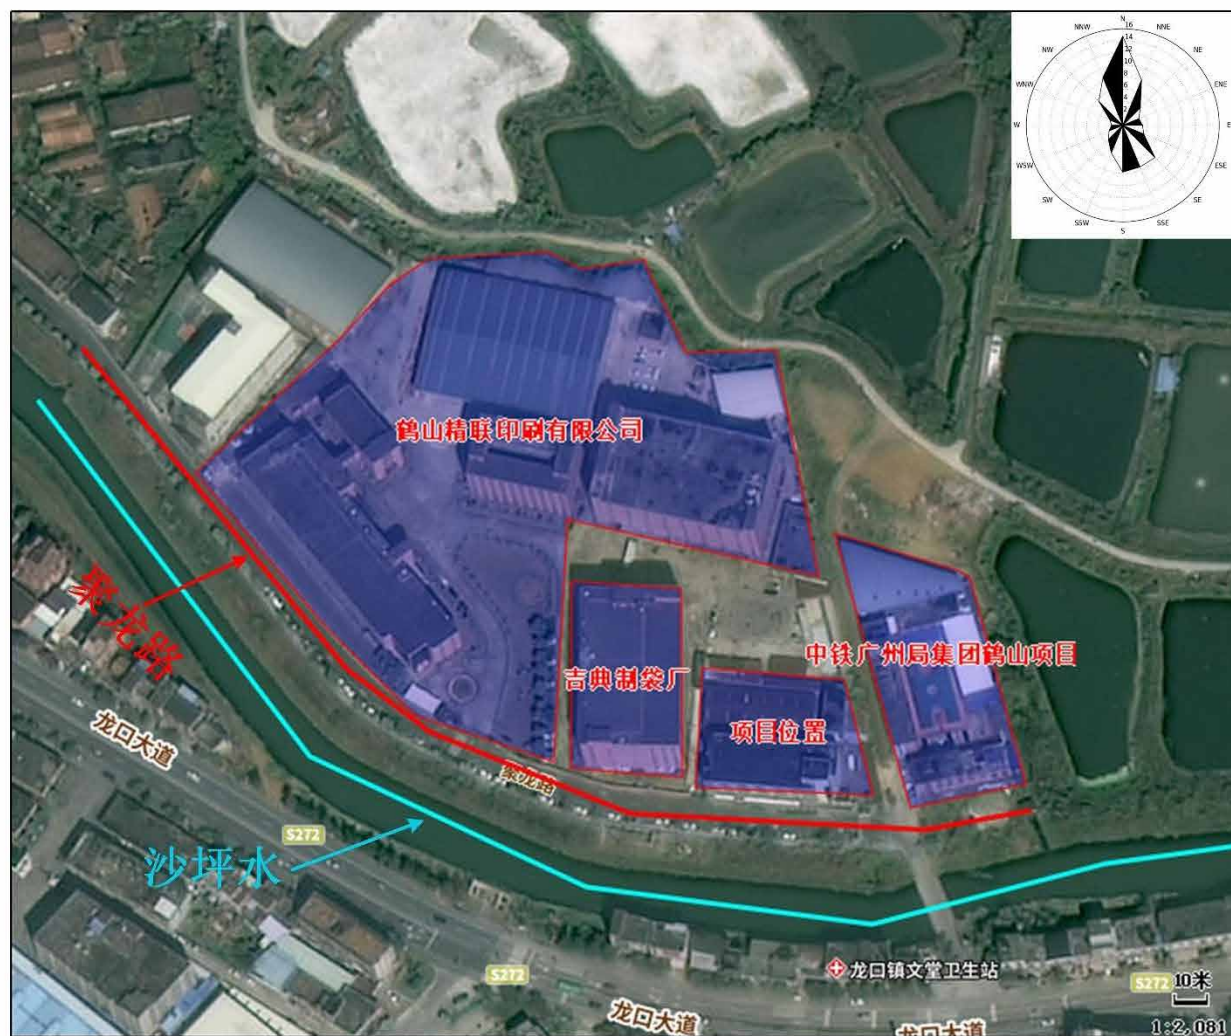 N
NNE
NE
ENE
E
ESE
SE
SSE
S
SSW
SW
WSW
W
WNW
NW
NNW
16
14
12
10
8
6
4
2
鹤山精联印刷有限公司
聚龙路
中铁广州局集团鹤山项目
吉典制袋厂
项目位置
龙口大道
聚龙路
S272
沙坪水
龙口镇文堂卫生站
S272
S272
10米
龙口大道
龙口大道
1:2,081